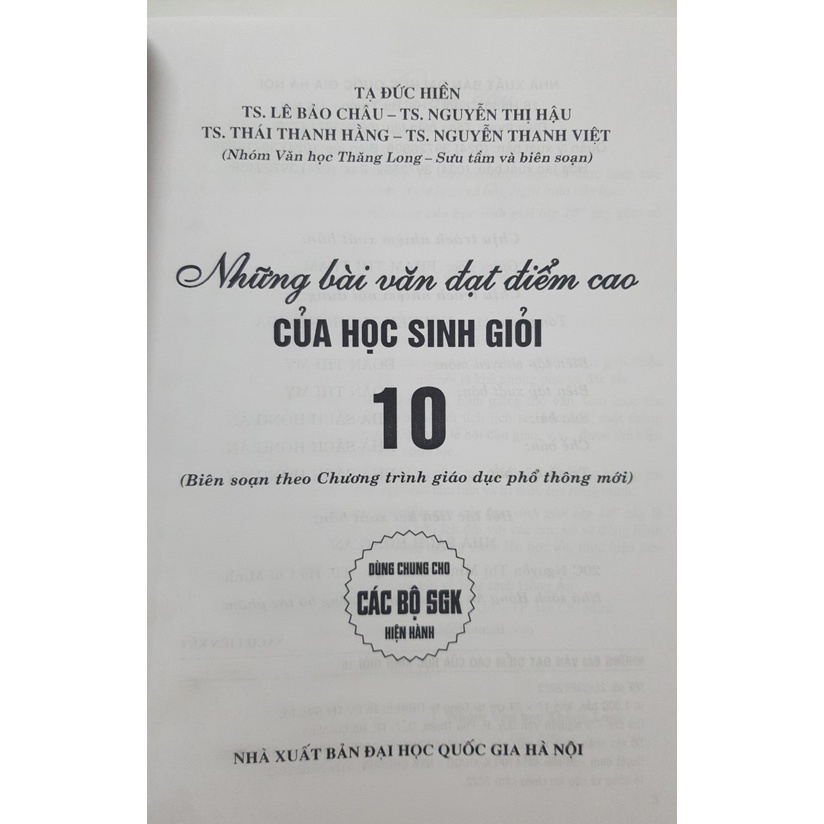 TẠ ĐỨC HIỀN
TS. LÊ BẢO CHÂU – TS. NGUYỄN THỊ HẬU
TS. THÁI THANH HẰNG – TS. NGUYỄN THANH VIỆT
(Nhóm Văn học Thăng Long – Sưu tầm và biên soạn)
Những bài văn đạt điểm cao
CỦA HỌC SINH GIỎI
10
(Biên soạn theo Chương trình giáo dục phổ thông mới)
DÙNG CHUNG CHO
CÁC BỘ SGK
HIỆN HÀNH
NHÀ XUẤT BẢN ĐẠI HỌC QUỐC GIA HÀ NỘI